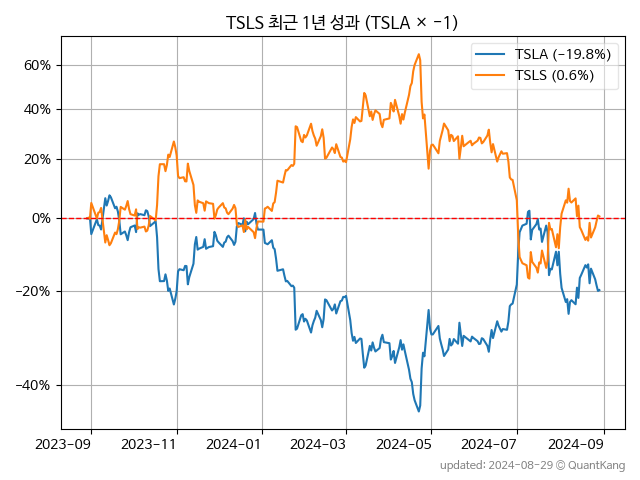 TSLS 최근 1년 성과 (TSLA × −1)
TSLA (−19.8%)
TSLS (0.6%)
60%
40%
20%
0%
−20%
−40%
2023−09 2023−11 2024−01 2024−03 2024−05 2024−07 2024−09
updated: 2024-08-29 © QuantKang